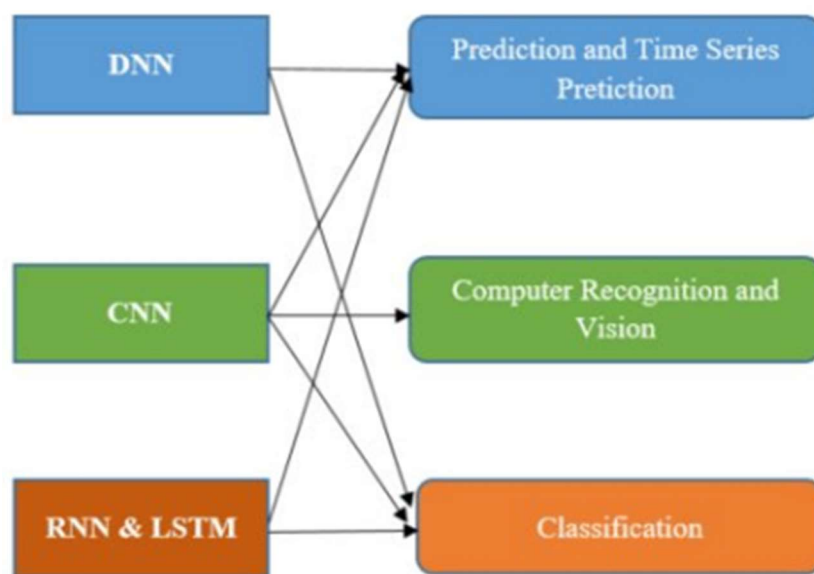 DNN
Prediction and Time Series
Pretiction
CNN
Computer Recognition and
Vision
RNN & LSTM
Classification